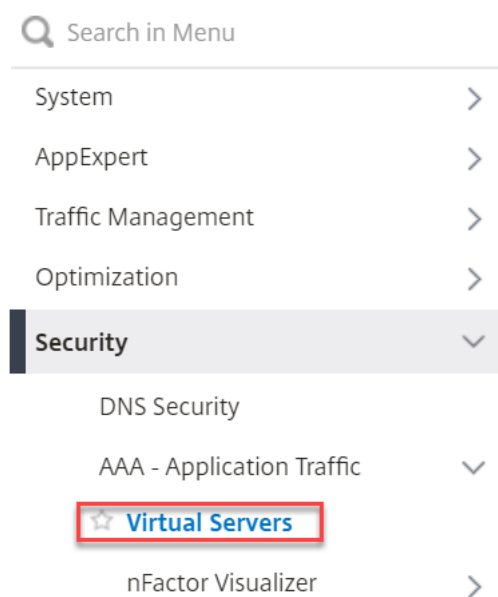 Search in Menu
System
AppExpert
Traffic Management
Optimization
Security
DNS Security
AAA - Application Traffic
Virtual Servers
nFactor Visualizer